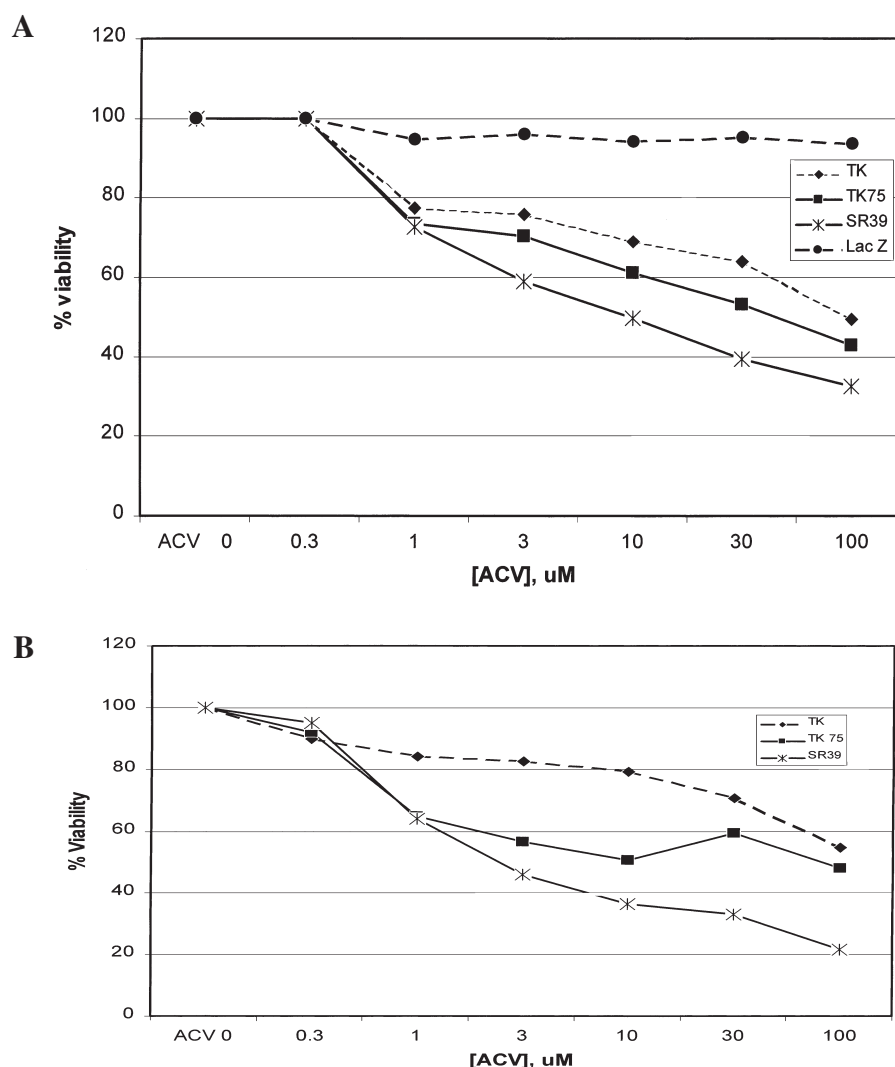 A
120
100
80
60
40
20
0
% viability
TK
TK75
SR39
Lac Z
ACV 0 0.3 1 3 10 30 100
[ACV], uM
B
120
100
80
60
40
20
0
% Viability
TK
TK 75
SR39
ACV 0 0.3 1 3 10 30 100
[ACV], uM